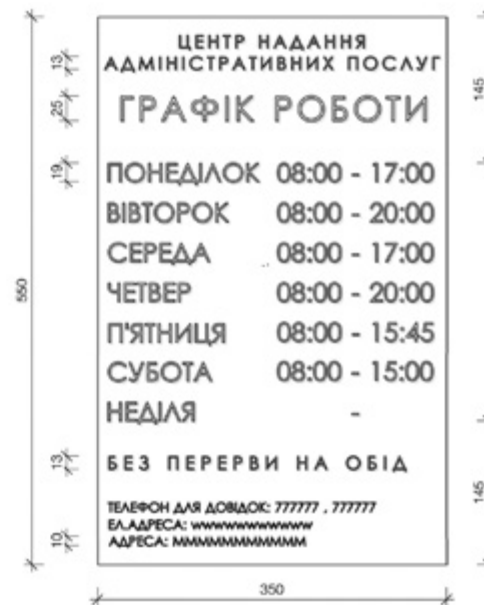 ЦЕНТР НАДАННЯ
АДМІНІСТРАТИВНИХ ПОСЛУГ
ГРАФІК РОБОТИ
ПОНЕДІЛОК 08:00 - 17:00
ВІВТОРОК 08:00 - 20:00
СЕРЕДА 08:00 - 17:00
ЧЕТВЕР 08:00 - 20:00
П'ЯТНИЦЯ 08:00 - 15:45
СУБОТА 08:00 - 15:00
НЕДІЛЯ -
БЕЗ ПЕРЕРВИ НА ОБІД
ТЕЛЕФОН ДЛЯ ДОВІДОК: 777777 , 777777
ЕЛ.АДРЕСА: wwwwwwwwwww
АДРЕСА: МММММММММММ
550
13
25
19
13
10
145
145
350